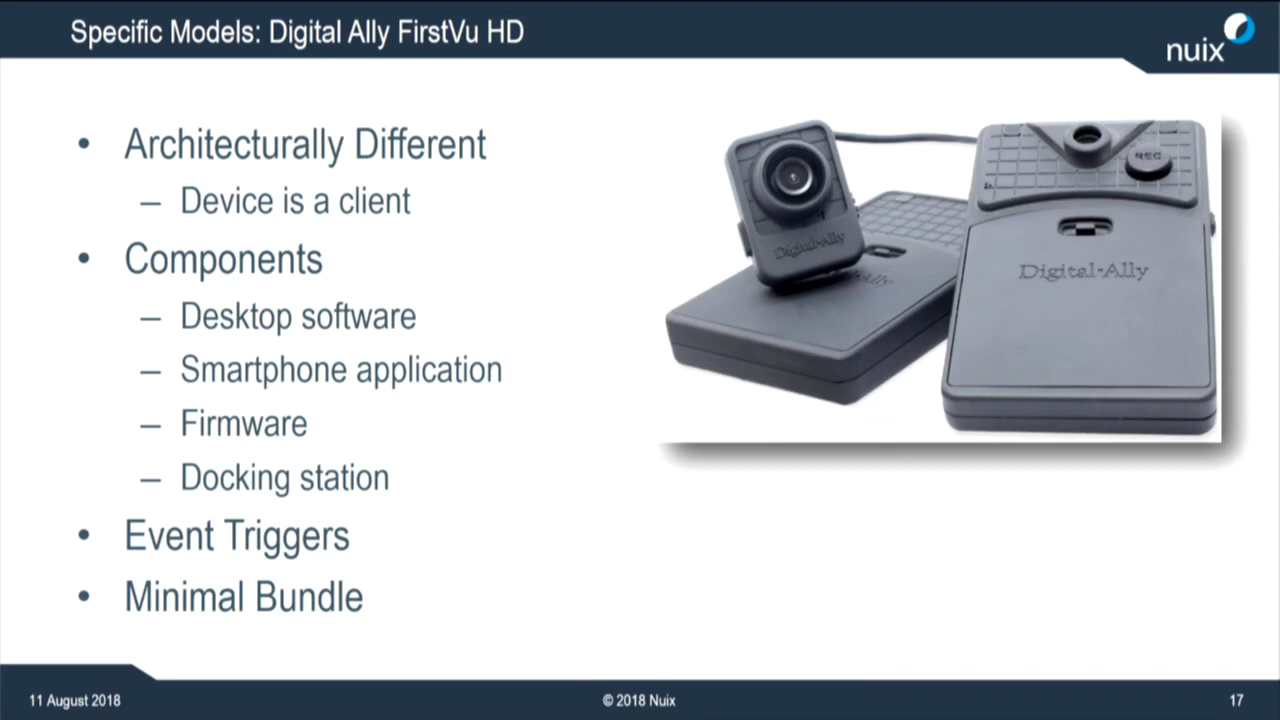 Specific Models: Digital Ally FirstVu HD
nuix
• Architecturally Different
– Device is a client
• Components
– Desktop software
– Smartphone application
– Firmware
– Docking station
• Event Triggers
• Minimal Bundle
REC
Digital-Ally
Digital-Ally
11 August 2018
© 2018 Nuix
17